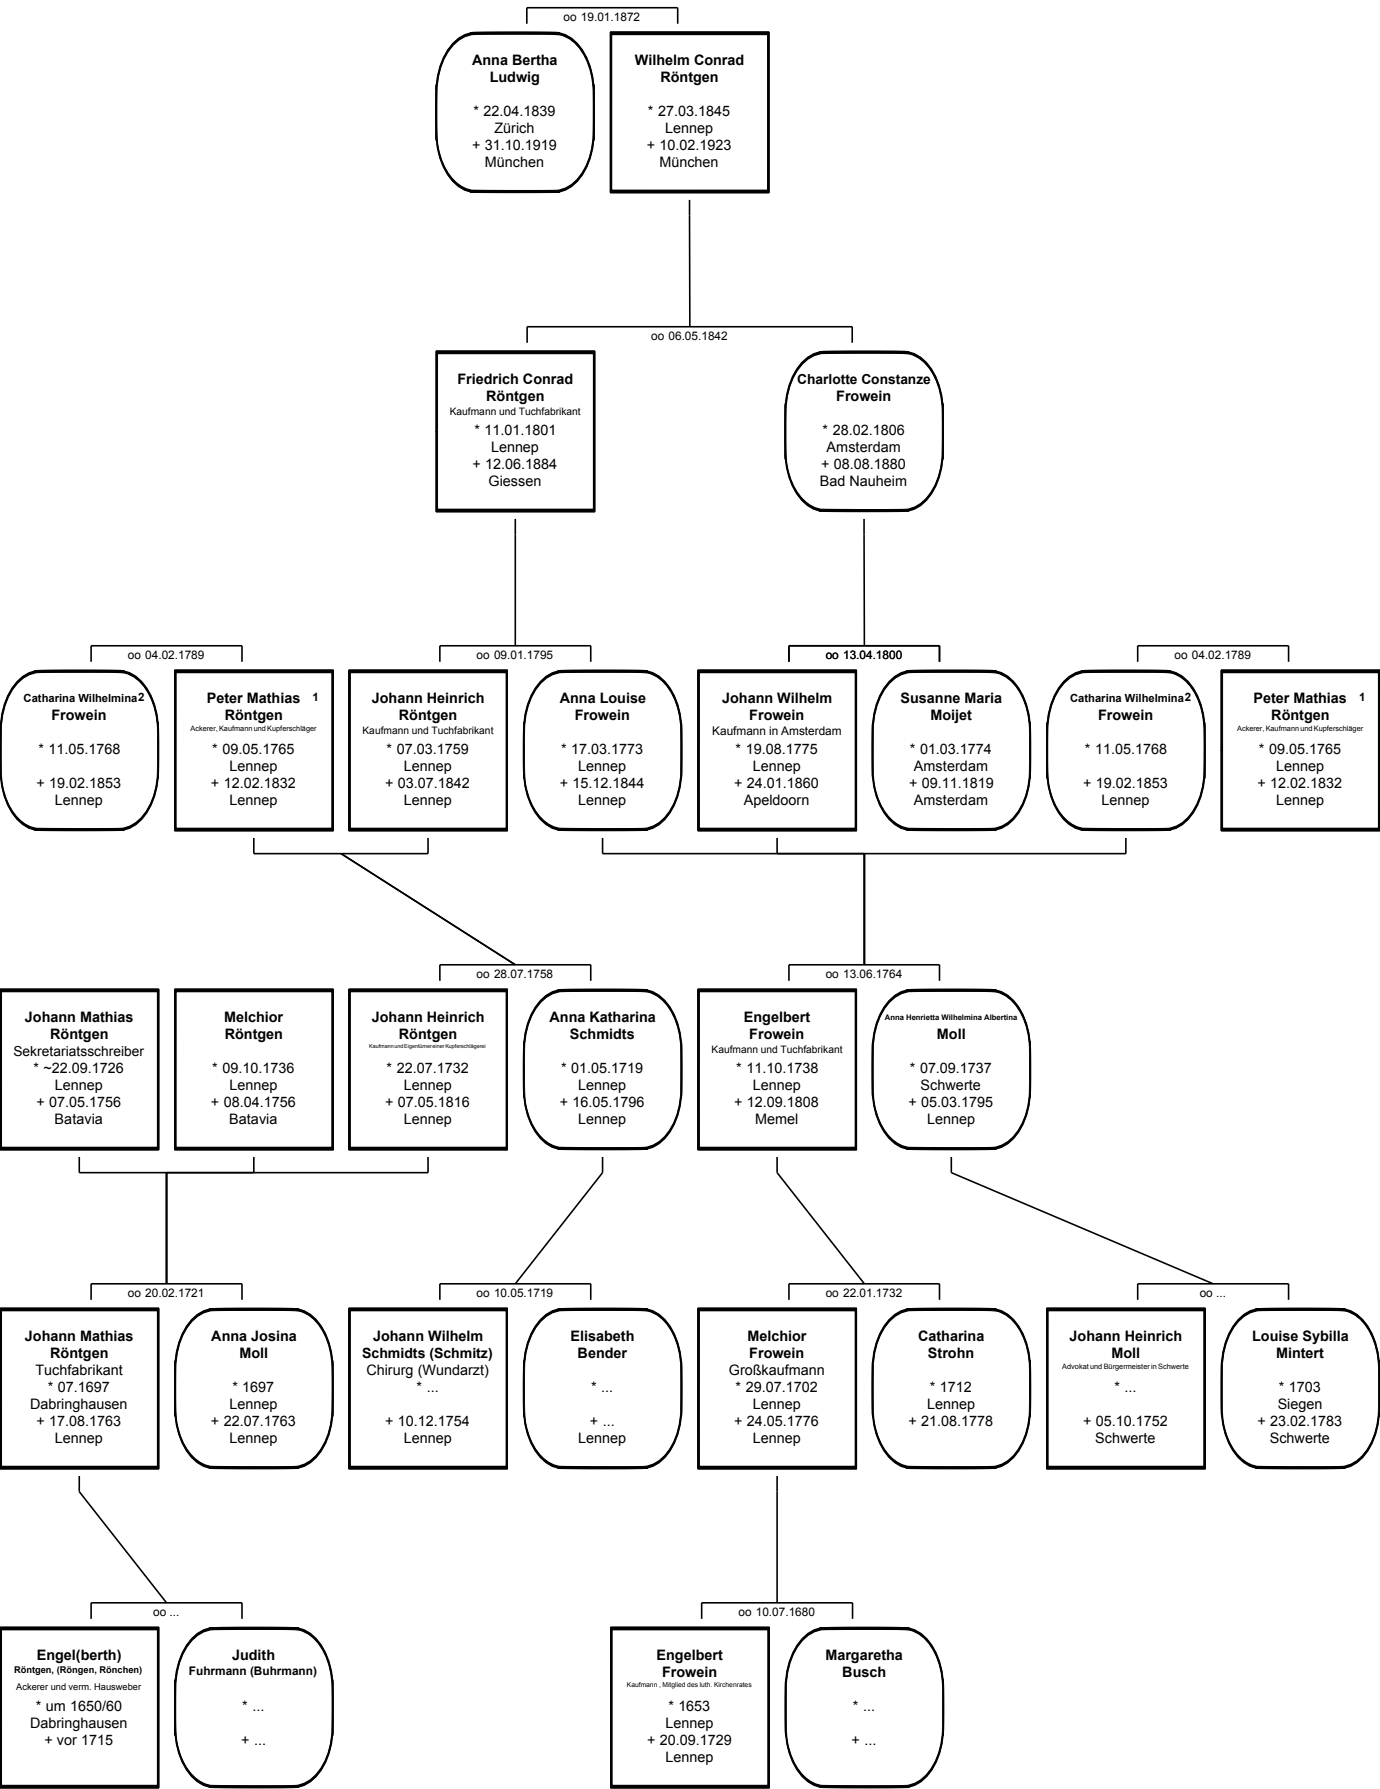 oo 19.01.1872
Anna Bertha
Ludwig
* 22.04.1839
Zürich
+ 31.10.1919
München
Wilhelm Conrad
Röntgen
* 27.03.1845
Lennep
+ 10.02.1923
München
oo 06.05.1842
Friedrich Conrad
Röntgen
Kaufmann und Tuchfabrikant
* 11.01.1801
Lennep
+ 12.06.1884
Giessen
Charlotte Constanze
Frowein
* 28.02.1806
Amsterdam
+ 08.08.1880
Bad Nauheim
oo 04.02.1789
Catharina Wilhelmina 2
Frowein
* 11.05.1768
+ 19.02.1853
Lennep
Peter Mathias 1
Röntgen
Ackerer, Kaufmann und Kupferschläger
* 09.05.1765
Lennep
+ 12.02.1832
Lennep
oo 09.01.1795
Johann Heinrich
Röntgen
Kaufmann und Tuchfabrikant
* 07.03.1759
Lennep
+ 03.07.1842
Lennep
Anna Louise
Frowein
* 17.03.1773
Lennep
+ 15.12.1844
Lennep
oo 13.04.1800
Johann Wilhelm
Frowein
Kaufmann in Amsterdam
* 19.08.1775
Lennep
+ 24.01.1860
Apeldoorn
Susanne Maria
Moijet
* 01.03.1774
Amsterdam
+ 09.11.1819
Amsterdam
oo 04.02.1789
Catharina Wilhelmina 2
Frowein
* 11.05.1768
+ 19.02.1853
Lennep
Peter Mathias 1
Röntgen
Ackerer, Kaufmann und Kupferschläger
* 09.05.1765
Lennep
+ 12.02.1832
Lennep
Johann Mathias
Röntgen
Sekretariatsschreiber
* ~22.09.1726
Lennep
+ 07.05.1756
Batavia
Melchior
Röntgen
* 09.10.1736
Lennep
+ 08.04.1756
Batavia
oo 28.07.1758
Johann Heinrich
Röntgen
Kaufmann und Eigentümer einer Kupferschlägerei
* 22.07.1732
Lennep
+ 07.05.1816
Lennep
Anna Katharina
Schmidts
* 01.05.1719
Lennep
+ 16.05.1796
Lennep
oo 13.06.1764
Engelbert
Frowein
Kaufmann und Tuchfabrikant
* 11.10.1738
Lennep
+ 12.09.1808
Memel
Anna Henrietta Wilhelmina Albertina
Moll
* 07.09.1737
Schwerte
+ 05.03.1795
Lennep
oo 20.02.1721
Johann Mathias
Röntgen
Tuchfabrikant
* 07.1697
Dabringhausen
+ 17.08.1763
Lennep
Anna Josina
Moll
* 1697
Lennep
+ 22.07.1763
Lennep
oo 10.05.1719
Johann Wilhelm
Schmidts (Schmitz)
Chirurg (Wundarzt)
* ...
+ 10.12.1754
Lennep
Elisabeth
Bender
* ...
+ ...
Lennep
oo 22.01.1732
Melchior
Frowein
Großkaufmann
* 29.07.1702
Lennep
+ 24.05.1776
Lennep
Catharina
Strohn
* 1712
Lennep
+ 21.08.1778
oo ...
Johann Heinrich
Moll
Advokat und Bürgermeister in Schwerte
* ...
+ 05.10.1752
Schwerte
Louise Sybilla
Mintert
* 1703
Siegen
+ 23.02.1783
Schwerte
oo ...
Engel(berth)
Röntgen, (Röngen, Rönchen)
Ackerer und verm. Hausweber
* um 1650/60
Dabringhausen
+ vor 1715
Judith
Fuhrmann (Buhrmann)
* ...
+ ...
oo 10.07.1680
Engelbert
Frowein
Kaufmann , Mitglied des luth. Kirchenrates
* 1653
Lennep
+ 20.09.1729
Lennep
Margaretha
Busch
* ...
+ ...